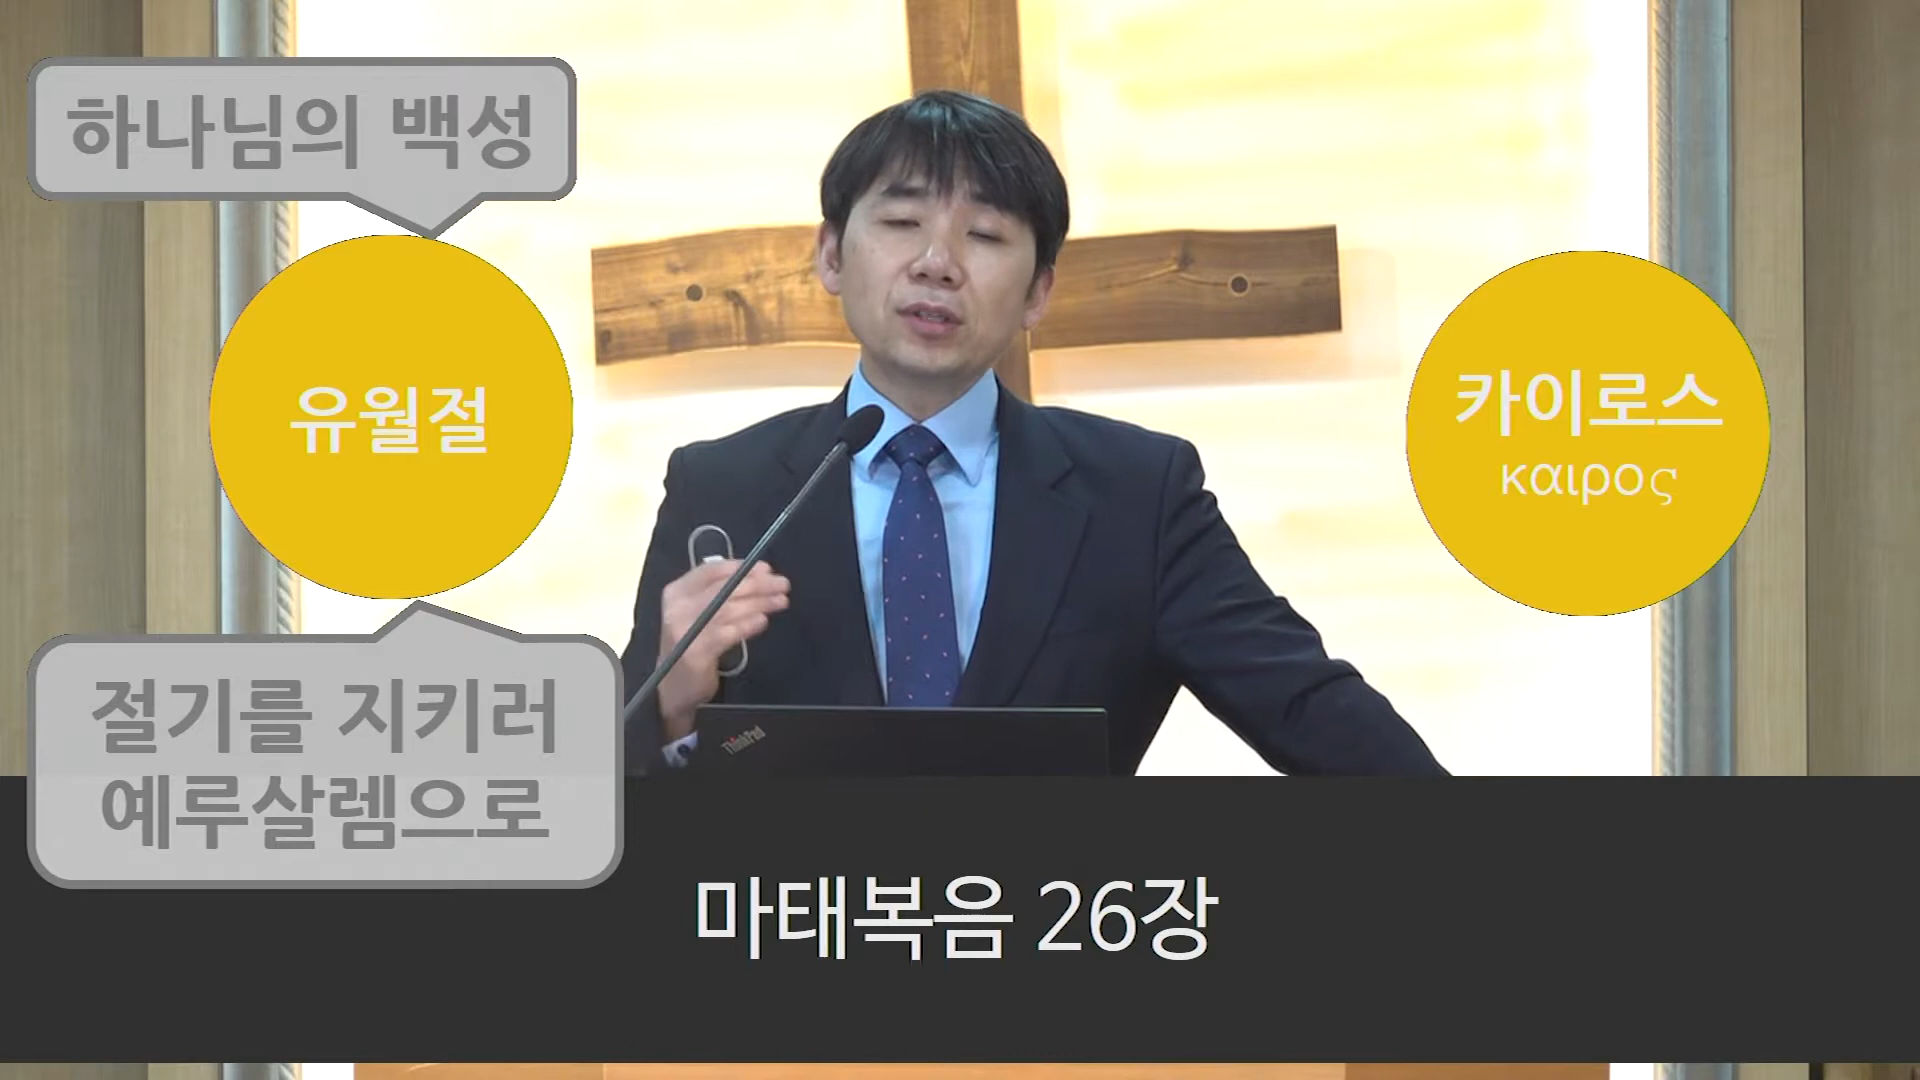 하나님의 백성
유월절
카이로스
καιρος
절기를 지키러
예루살렘으로
ThinkPad
마태복음 26장